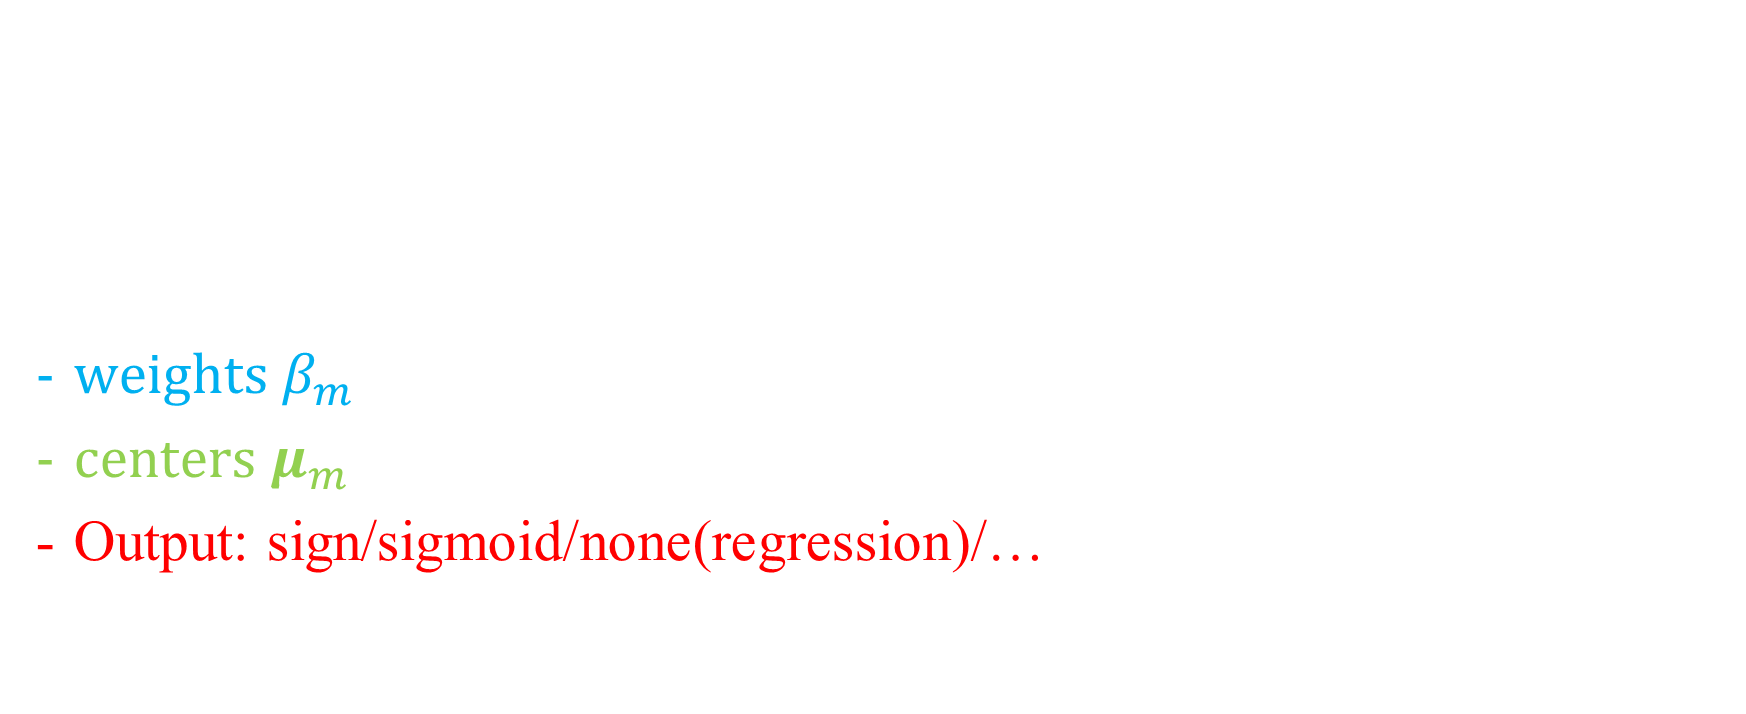 - weights βₘ
- centers 𝝁ₘ
- Output: sign/sigmoid/none(regression)/…